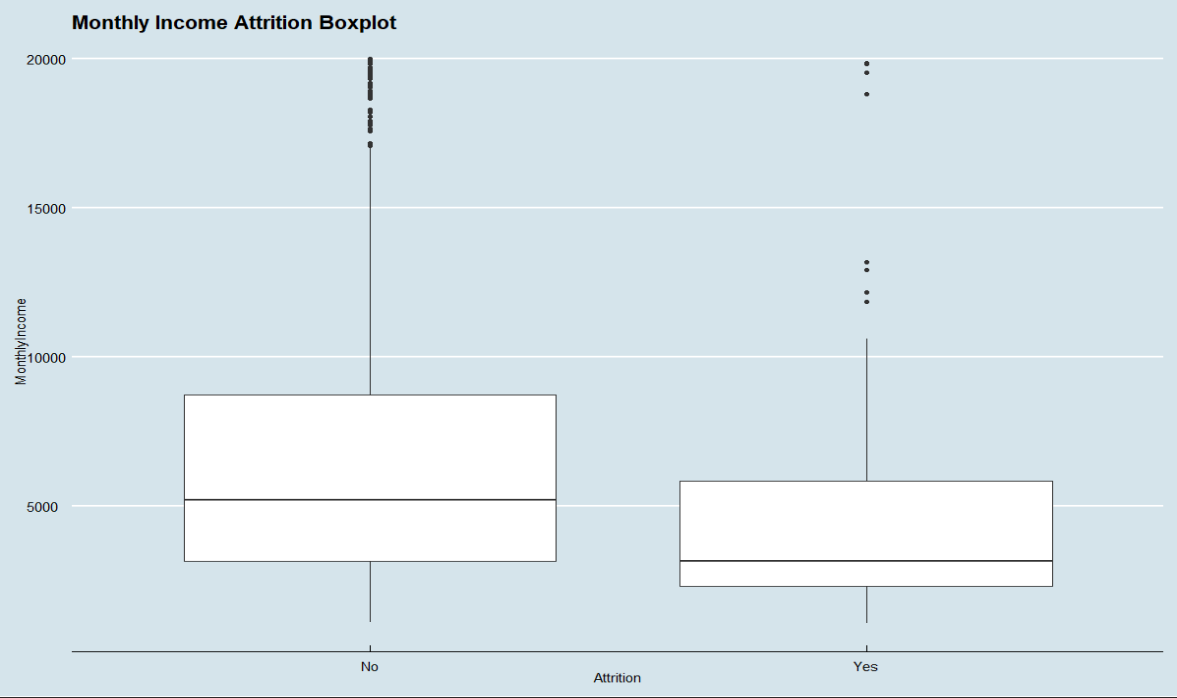 Monthly Income Attrition Boxplot
20000
15000
10000
5000
MonthlyIncome
No
Yes
Attrition